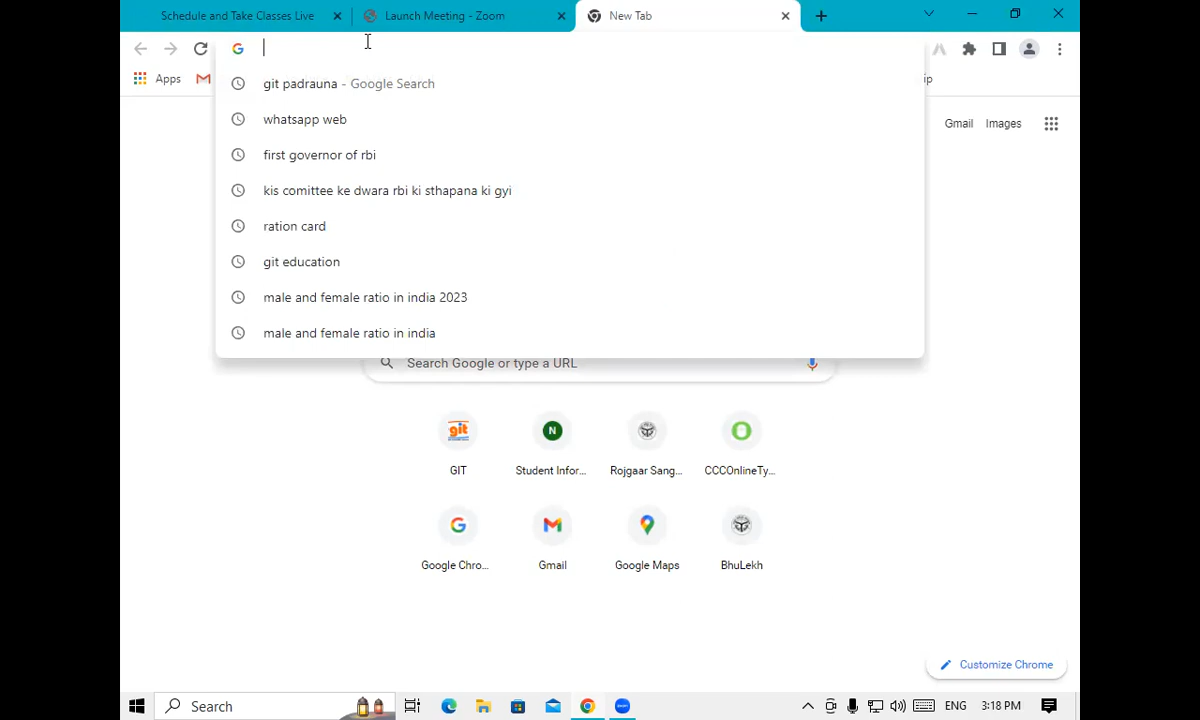 Schedule and Take Classes Live
Launch Meeting - Zoom
New Tab
Apps
ip
git padrauna - Google Search
whatsapp web
first governor of rbi
kis comittee ke dwara rbi ki sthapana ki gyi
ration card
git education
male and female ratio in india 2023
male and female ratio in india
Gmail Images
Search Google or type a URL
git
N
GIT
Student Infor...
Rojgaar Sang...
CCCOnlineTy...
Google Chro...
Gmail
Google Maps
BhuLekh
Customize Chrome
Search
ENG
3:18 PM